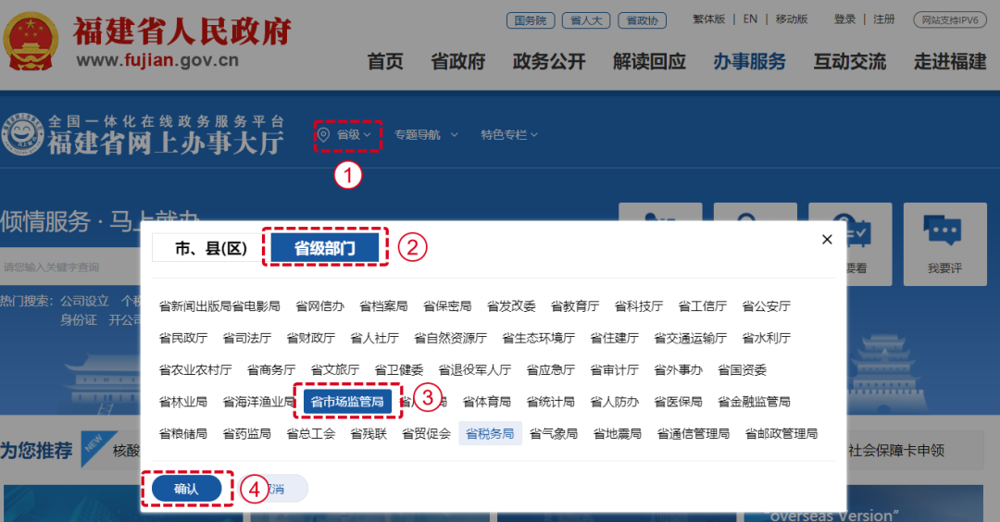 国务院 省人大 省政协 繁体版 | EN | 移动版 登录 | 注册 网站支持IPV6
福建省人民政府
www.fujian.gov.cn
首页 省政府 政务公开 解读回应 办事服务 互动交流 走进福建
全国一体化在线政务服务平台
福建省网上办事大厅
省级 专题导航 特色专栏
1
倾情服务·马上就办
市、县(区) 省级部门 2
请您输入关键字查询
要看 我要评
热门搜索: 公司设立 个税
身份证 开公司
省新闻出版局省电影局 省网信办 省档案局 省保密局 省发改委 省教育厅 省科技厅 省工信厅 省公安厅
省民政厅 省司法厅 省财政厅 省人社厅 省自然资源厅 省生态环境厅 省住建厅 省交通运输厅 省水利厅
省农业农村厅 省商务厅 省文旅厅 省卫健委 省退役军人厅 省应急厅 省审计厅 省外事办 省国资委
省林业局 省海洋渔业局 省市场监管局 3 局 省体育局 省统计局 省人防办 省医保局 省金融监管局
省粮储局 省药监局 省总工会 省残联 省贸促会 省税务局 省气象局 省地震局 省通信管理局 省邮政管理局
为您推荐 NEW 核酸 社会保障卡申领
确认 4 消
"overseas Version"